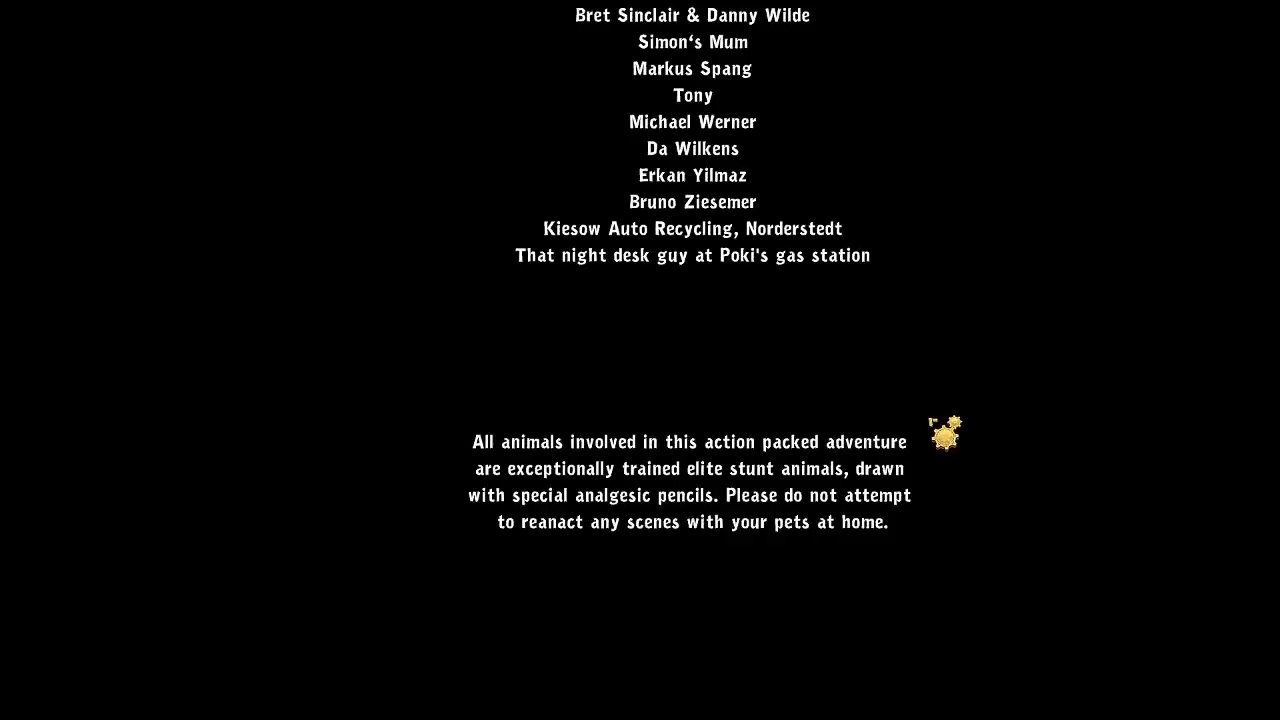 Bret Sinclair & Danny Wilde
Simon‘s Mum
Markus Spang
Tony
Michael Werner
Da Wilkens
Erkan Yilmaz
Bruno Ziesemer
Kiesow Auto Recycling, Norderstedt
That night desk guy at Poki's gas station
All animals involved in this action packed adventure
are exceptionally trained elite stunt animals, drawn
with special analgesic pencils. Please do not attempt
to reanact any scenes with your pets at home.